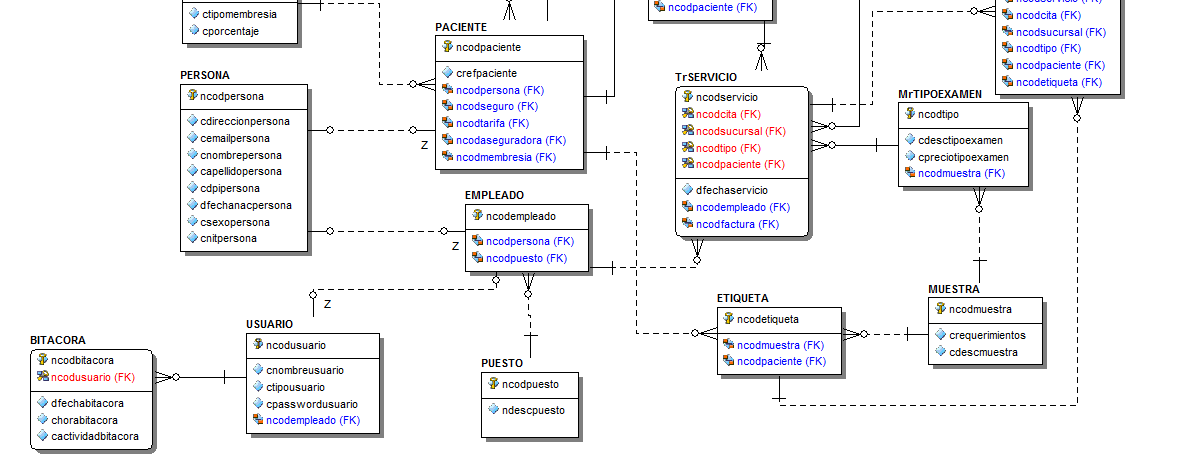 ctipomembresia
cporcentaje
PACIENTE
ncodpaciente
crefpaciente
ncodpersona (FK)
ncodseguro (FK)
ncodtarifa (FK)
ncodaseguradora (FK)
ncodmembresia (FK)
ncodpaciente (FK)
ncodcita (FK)
ncodsucursal (FK)
ncodtipo (FK)
ncodpaciente (FK)
ncodetiqueta (FK)
PERSONA
ncodpersona
cdireccionpersona
cemailpersona
cnombrepersona
capellidopersona
cdpipersona
dfechanacpersona
csexopersona
cnitpersona
Z
TrSERVICIO
ncodservicio
ncodcita (FK)
ncodsucursal (FK)
ncodtipo (FK)
ncodpaciente (FK)
dfechaservicio
ncodempleado (FK)
ncodfactura (FK)
MrTIPOEXAMEN
ncodtipo
cdesctipoexamen
cpreciotipoexamen
ncodmuestra (FK)
EMPLEADO
ncodempleado
ncodpersona (FK)
ncodpuesto (FK)
Z
Z
ETIQUETA
ncodetiqueta
ncodmuestra (FK)
ncodpaciente (FK)
MUESTRA
ncodmuestra
crequerimientos
cdescmuestra
BITACORA
ncodbitacora
ncodusuario (FK)
dfechabitacora
chorabitacora
cactividadbitacora
USUARIO
ncodusuario
cnombreusuario
ctipousuario
cpasswordusuario
ncodempleado (FK)
PUESTO
ncodpuesto
ndescpuesto